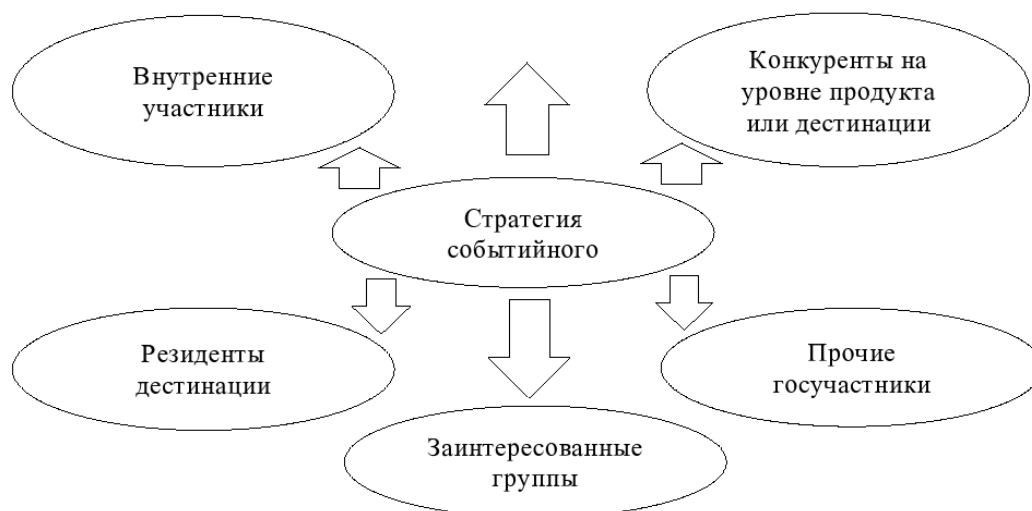 Внутренние
участники
Конкуренты на
уровне продукта
или дестинации
Стратегия
событийного
Резиденты
дестинации
Прочие
госучастники
Заинтересованные
группы